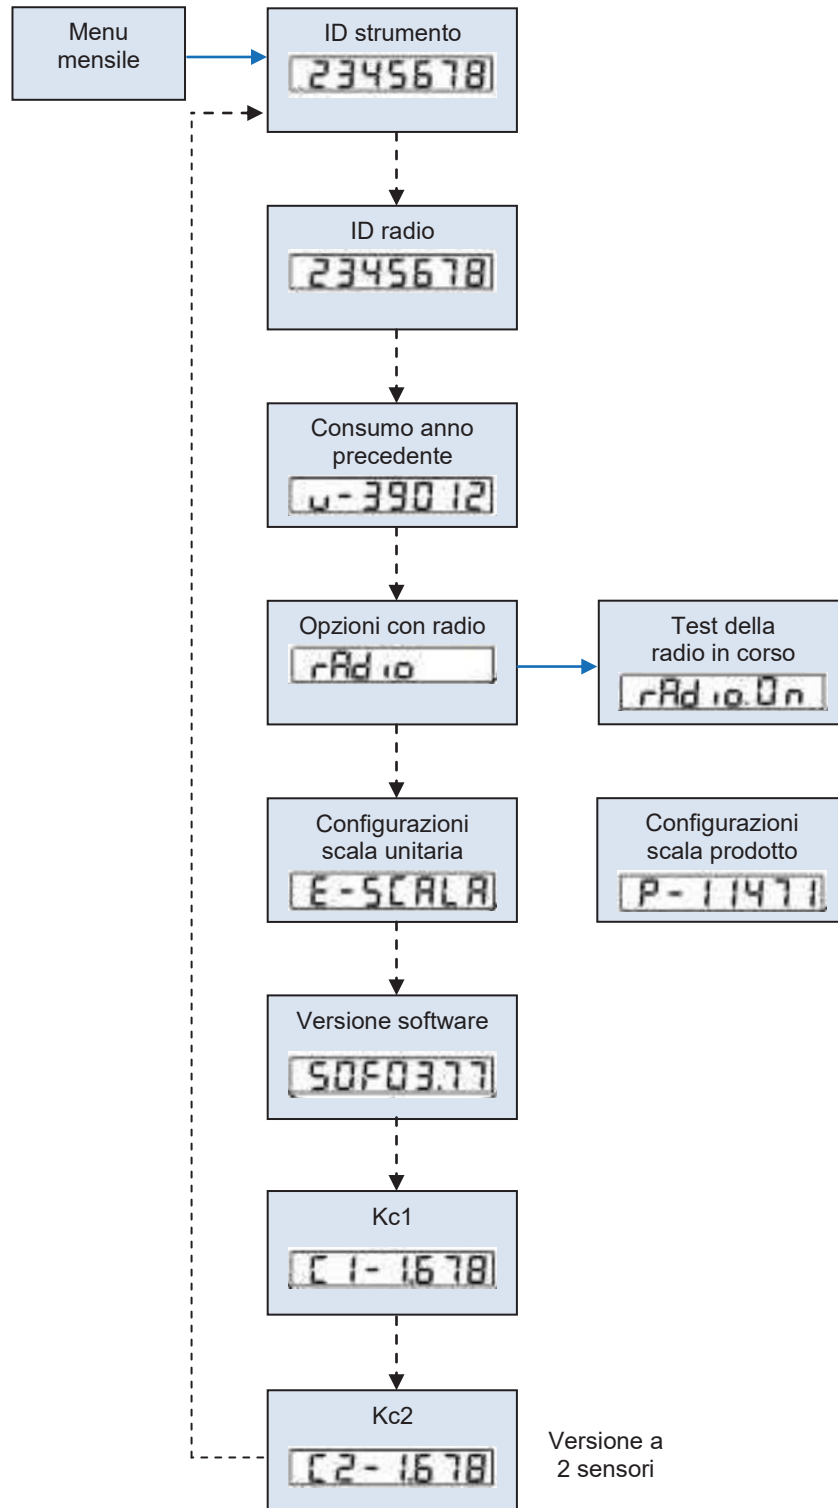 Menu
mensile
ID strumento
2345678
ID radio
2345678
Consumo anno
precedente
u-39012
Opzioni con radio
rAdio
Test della
radio in corso
rAdio.On
Configurazioni
scala unitaria
E-SCALA
Configurazioni
scala prodotto
P-11471
Versione software
SOF03.77
Kc1
C1-1.678
Kc2
C2-1.678
Versione a
2 sensori